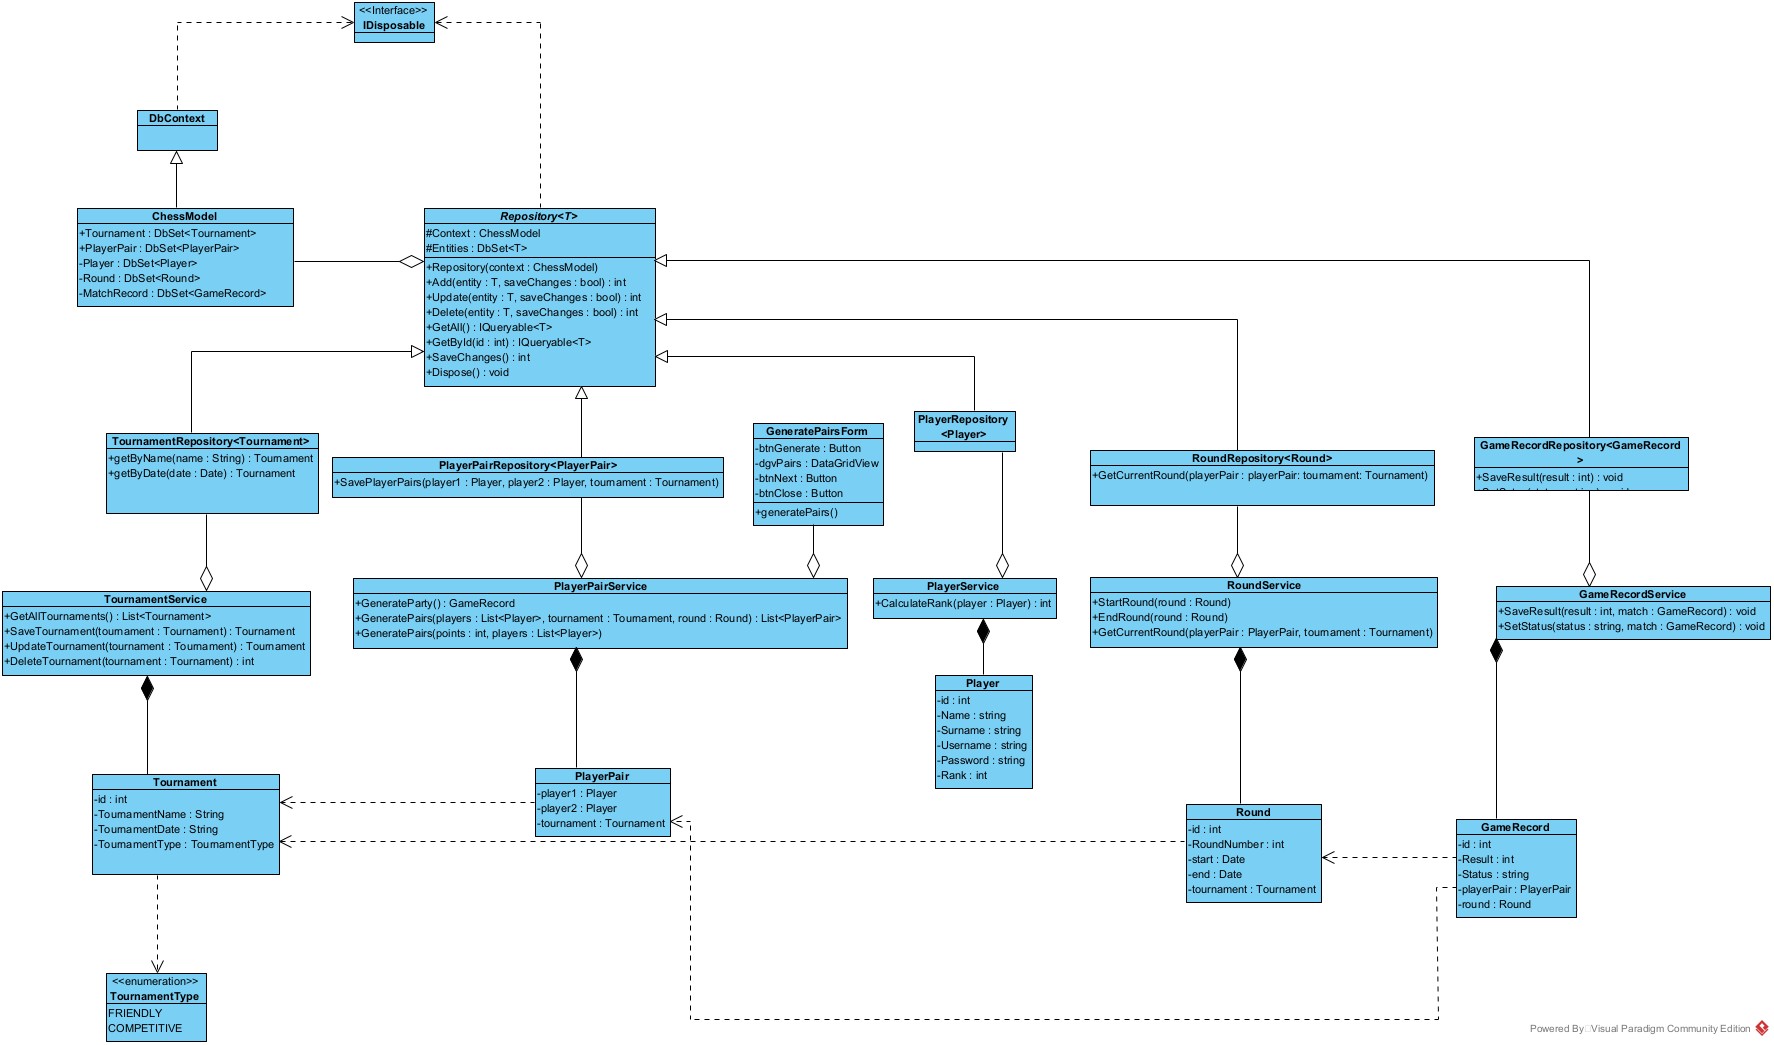 <<Interface>>
IDisposable
DbContext
ChessModel
+Tournament : DbSet<Tournament>
+PlayerPair : DbSet<PlayerPair>
-Player : DbSet<Player>
-Round : DbSet<Round>
-MatchRecord : DbSet<GameRecord>
Repository<T>
#Context : ChessModel
#Entities : DbSet<T>
+Repository(context : ChessModel)
+Add(entity : T, saveChanges : bool) : int
+Update(entity : T, saveChanges : bool) : int
+Delete(entity : T, saveChanges : bool) : int
+GetAll() : IQueryable<T>
+GetById(id : int) : IQueryable<T>
+SaveChanges() : int
+Dispose() : void
TournamentRepository<Tournament>
+getByName(name : String) : Tournament
+getByDate(date : Date) : Tournament
PlayerPairRepository<PlayerPair>
+SavePlayerPairs(player1 : Player, player2 : Player, tournament : Tournament)
GeneratePairsForm
-btnGenerate : Button
-dgvPairs : DataGridView
-btnNext : Button
-btnClose : Button
+generatePairs()
PlayerRepository
<Player>
RoundRepository<Round>
+GetCurrentRound(playerPair : playerPair: tournament: Tournament)
GameRecordRepository<GameRecord
>
+SaveResult(result : int) : void
TournamentService
+GetAllTournaments() : List<Tournament>
+SaveTournament(tournament : Tournament) : Tournament
+UpdateTournament(tournament : Tournament) : Tournament
+DeleteTournament(tournament : Tournament) : int
PlayerPairService
+GenerateParty() : GameRecord
+GeneratePairs(players : List<Player>, tournament : Tournament, round : Round) : List<PlayerPair>
+GeneratePairs(points : int, players : List<Player>)
PlayerService
+CalculateRank(player : Player) : int
RoundService
+StartRound(round : Round)
+EndRound(round : Round)
+GetCurrentRound(playerPair : PlayerPair, tournament : Tournament)
GameRecordService
+SaveResult(result : int, match : GameRecord) : void
+SetStatus(status : string, match : GameRecord) : void
Player
-id : int
-Name : string
-Surname : string
-Username : string
-Password : string
-Rank : int
Tournament
-id : int
-TournamentName : String
-TournamentDate : String
-TournamentType : TournamentType
PlayerPair
-player1 : Player
-player2 : Player
-tournament : Tournament
Round
-id : int
-RoundNumber : int
-start : Date
-end : Date
-tournament : Tournament
GameRecord
-id : int
-Result : int
-Status : string
-playerPair : PlayerPair
-round : Round
<<enumeration>>
TournamentType
FRIENDLY
COMPETITIVE
Powered By Visual Paradigm Community Edition